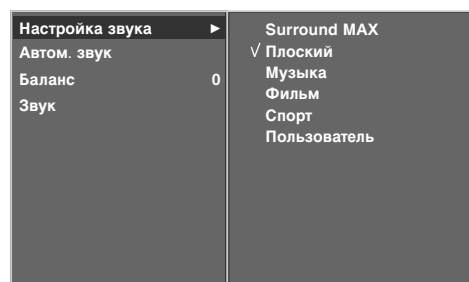 Настройка звука ►
Автом. звук
Баланс 0
Звук
Surround MAX
√ Плоский
Музыка
Фильм
Спорт
Пользователь